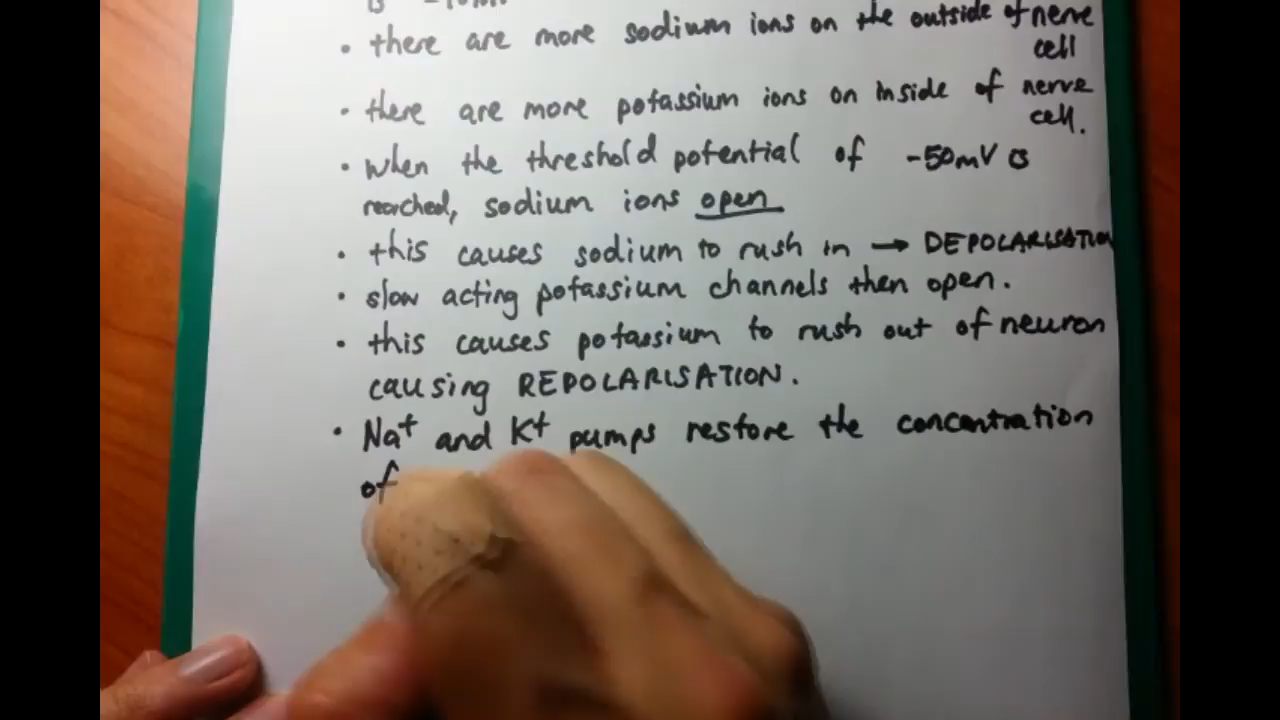 • there are more sodium ions on the outside of nerve
cell
• there are more potassium ions on inside of nerve
cell.
• when the threshold potential of -50mV is
reached, sodium ions open
• this causes sodium to rush in → DEPOLARISATION
• slow acting potassium channels then open.
• this causes potassium to rush out of neuron
causing REPOLARISATION.
• Na+ and K+ pumps restore the concentration
of